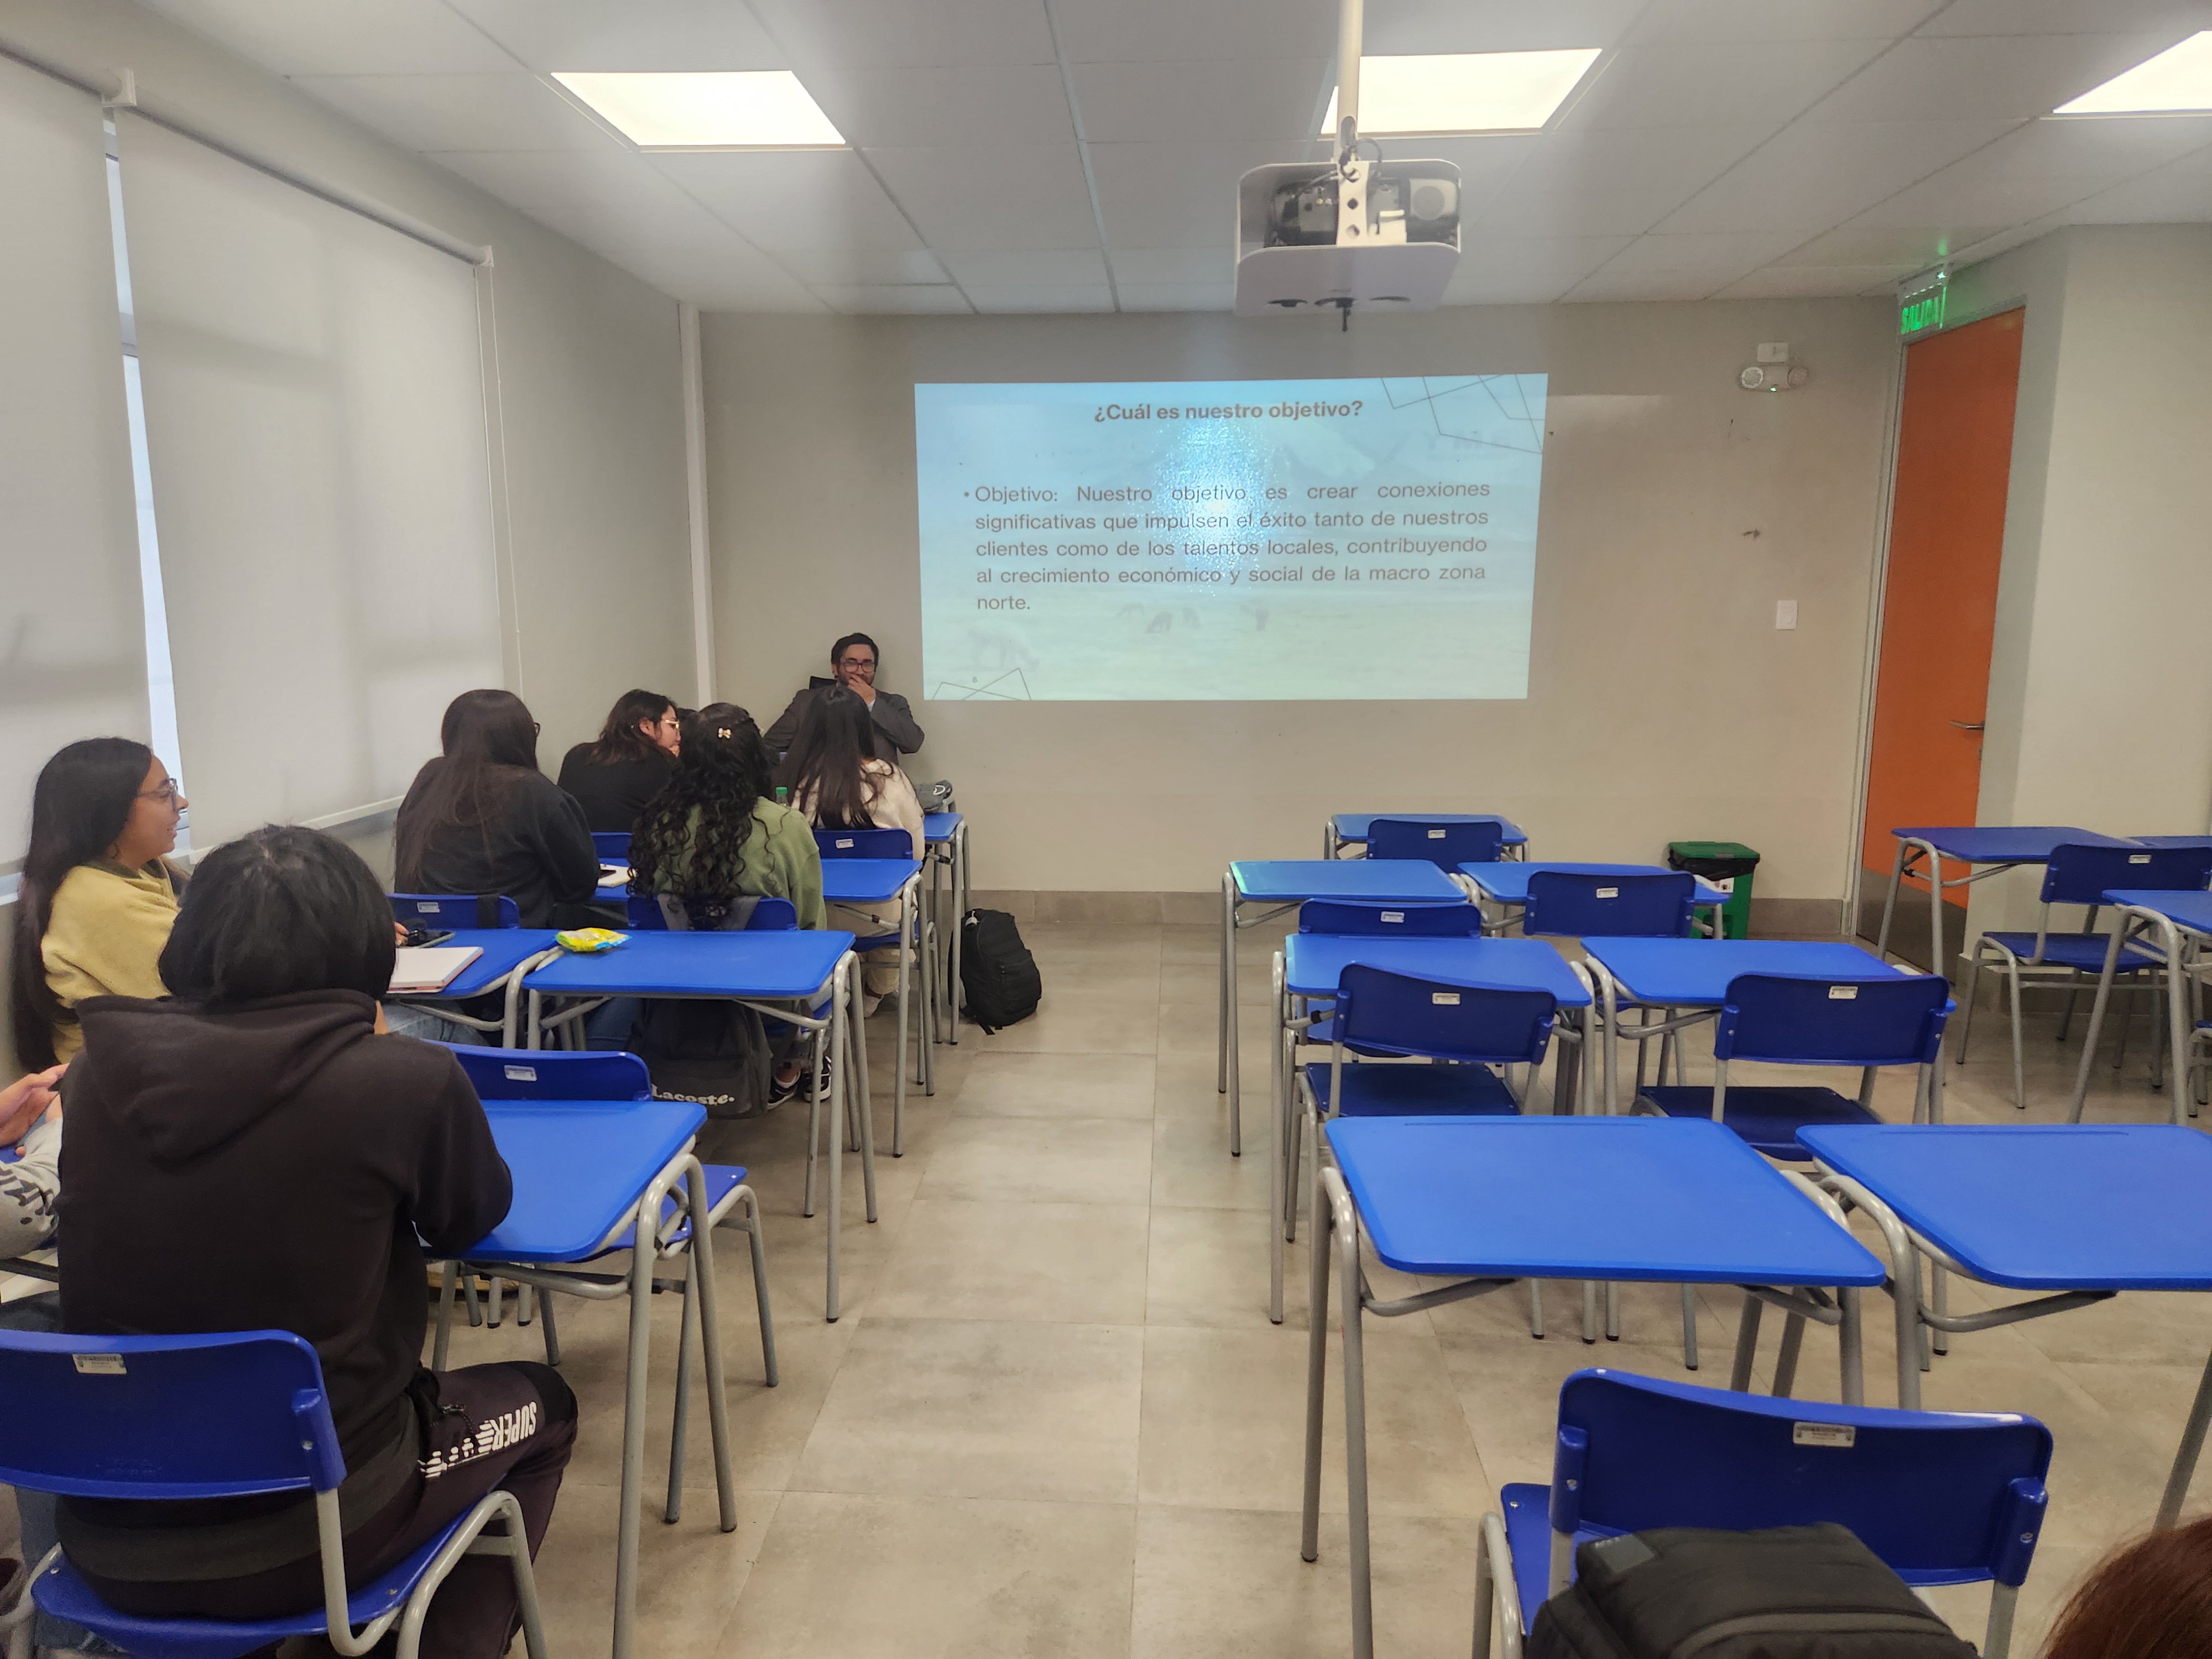 SALIDA
¿Cuál es nuestro objetivo?
• Objetivo: Nuestro objetivo es crear conexiones
significativas que impulsen el éxito tanto de nuestros
clientes como de los talentos locales, contribuyendo
al crecimiento económico y social de la macro zona
norte.
Lacoste.
SUPER